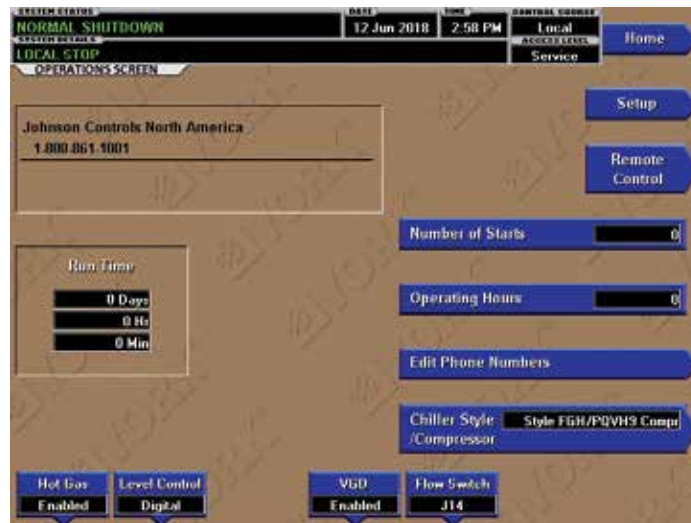 SYSTEM STATUS
NORMAL SHUTDOWN
DATE
12 Jun 2018
TIME
2:58 PM
CONTROL SOURCE
Local
SYSTEM DETAILS
LOCAL STOP
ACCESS LEVEL
Service
Home
OPERATIONS SCREEN
Setup
Johnson Controls North America
1.800.861.1001
Remote
Control
Number of Starts 0
Run Time
0 Days
0 Hr
0 Min
Operating Hours 0
Edit Phone Numbers
Chiller Style
/Compressor
Style FGH/PQVH9 Compr
Hot Gas
Enabled
Level Control
Digital
VGD
Enabled
Flow Switch
J14
YORK